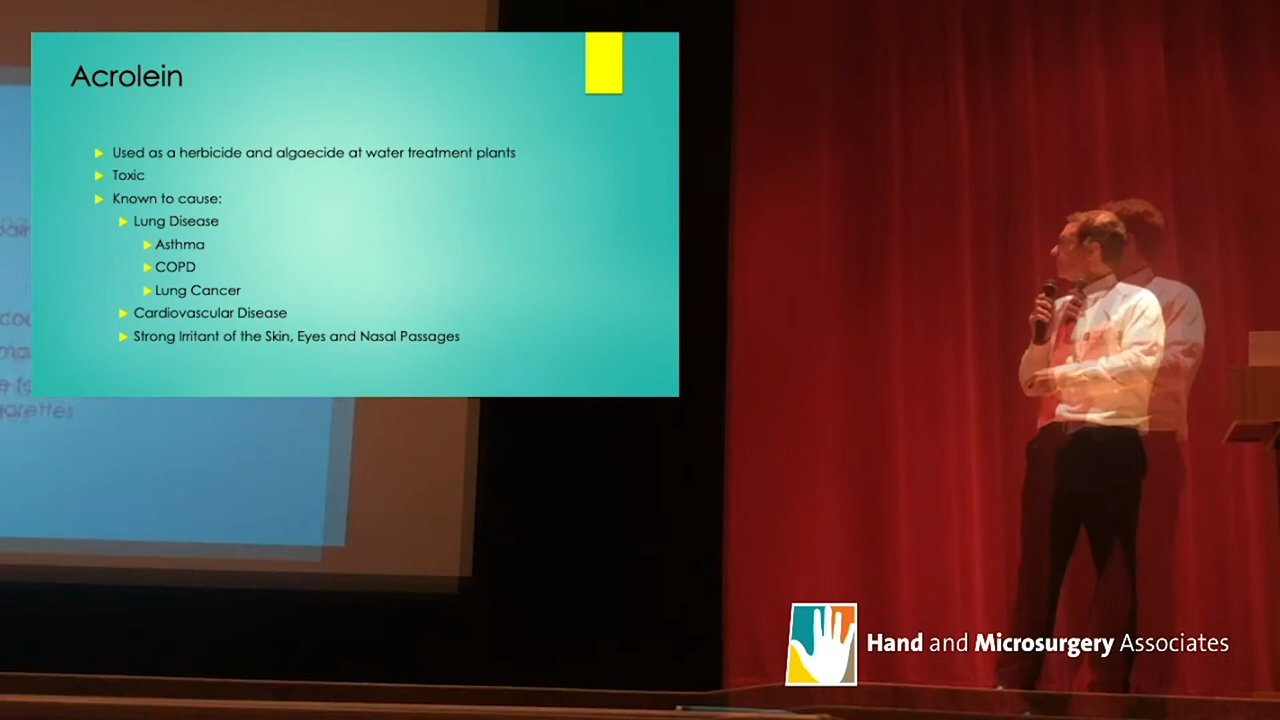 Acrolein
Used as a herbicide and algaecide at water treatment plants
Toxic
Known to cause:
Lung Disease
Asthma
COPD
Lung Cancer
Cardiovascular Disease
Strong Irritant of the Skin, Eyes and Nasal Passages
Hand and Microsurgery Associates